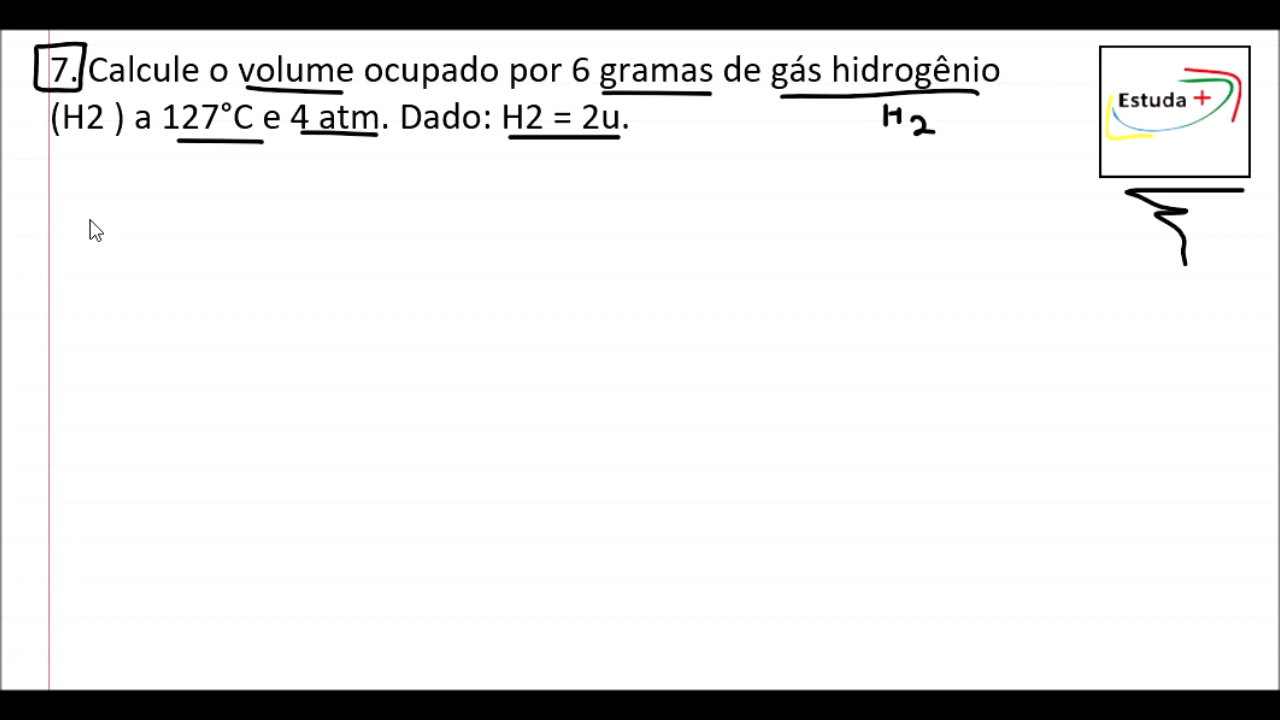 7. Calcule o volume ocupado por 6 gramas de gás hidrogênio
(H2 ) a 127°C e 4 atm. Dado: H2 = 2u.
H2
Estuda +